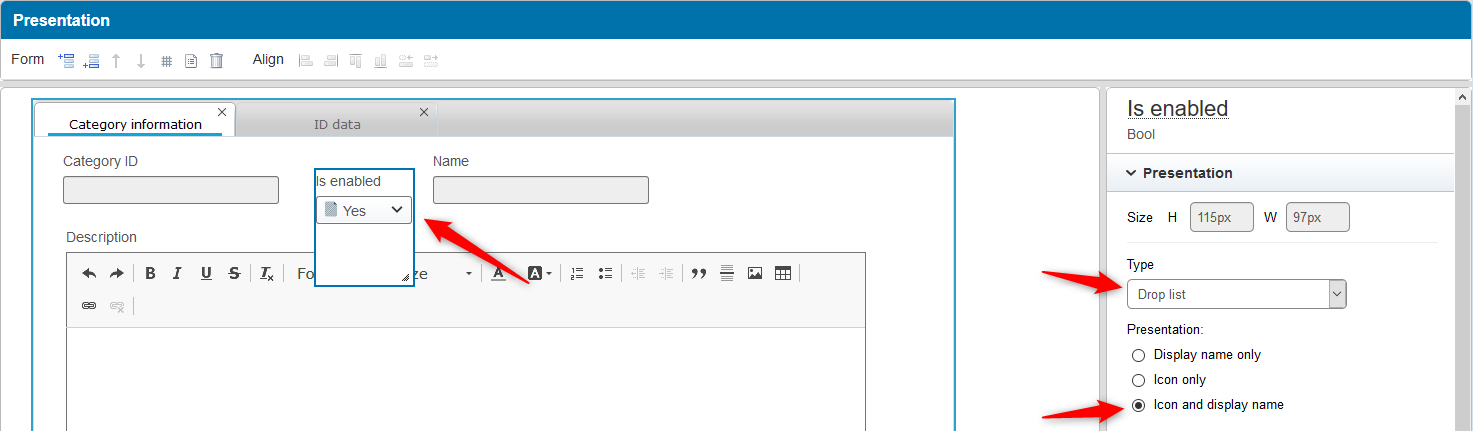 Presentation
Form
Align
Category information
ID data
Category ID
Is enabled
Name
Yes
Description
B I U S Tx
Fo
ze
A A
Is enabled
Bool
Presentation
Size H 115px W 97px
Type
Drop list
Presentation:
Display name only
Icon only
Icon and display name